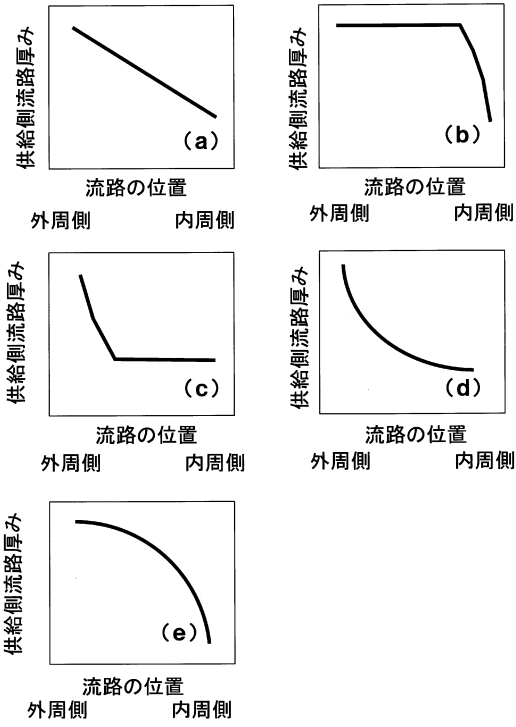 供給側流路厚み
(a)
流路の位置
外周側 内周側
供給側流路厚み
(b)
流路の位置
外周側 内周側
供給側流路厚み
(c)
流路の位置
外周側 内周側
供給側流路厚み
(d)
流路の位置
外周側 内周側
供給側流路厚み
(e)
流路の位置
外周側 内周側